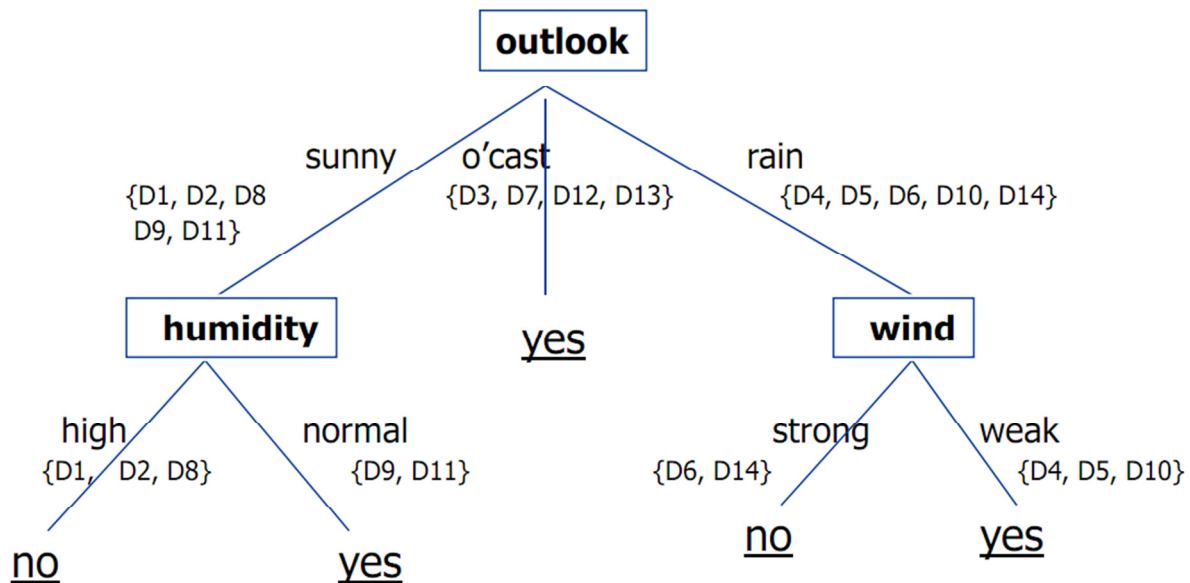 outlook
sunny
o'cast
rain
{D1, D2, D8
D9, D11}
{D3, D7, D12, D13}
{D4, D5, D6, D10, D14}
humidity
yes
wind
high
normal
strong
weak
{D1, D2, D8}
{D9, D11}
{D6, D14}
{D4, D5, D10}
no
yes
no
yes